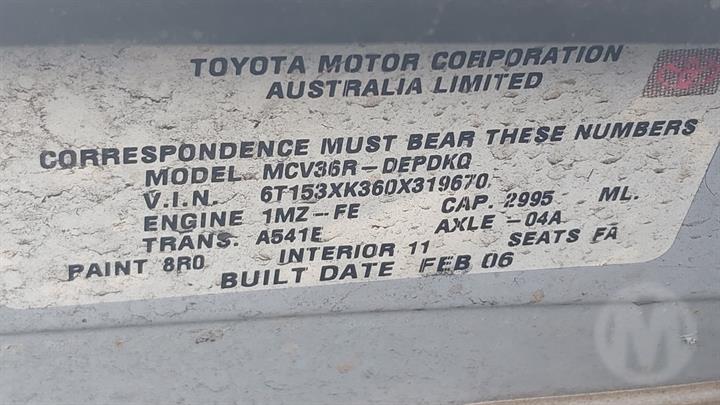 TOYOTA MOTOR CORPORATION
AUSTRALIA LIMITED
CORRESPONDENCE MUST BEAR THESE NUMBERS
MODEL MCV36R-DEPDKQ
V.I.N. 6T153XK360X319670
ENGINE 1MZ-FE CAP. 2995 ML.
TRANS. A541E AXLE -04A
PAINT 8R0 INTERIOR 11 SEATS FA
BUILT DATE FEB 06
M